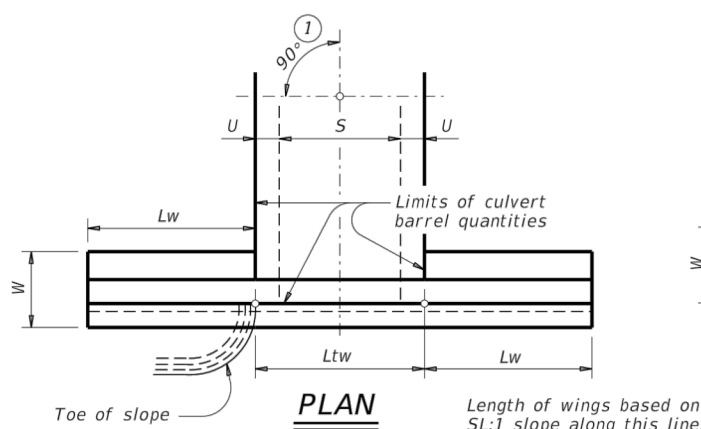 1
90°
U
S
U
Limits of culvert
barrel quantities
Lw
W
W
Ltw
Lw
Toe of slope
PLAN
Length of wings based on
SL:1 slope along this line